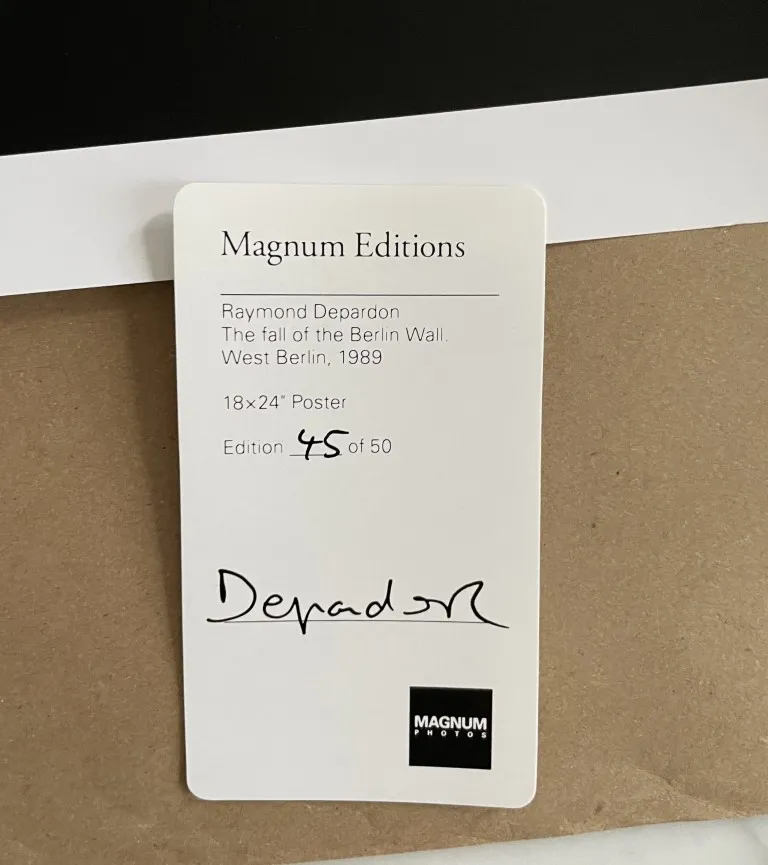 Magnum Editions
Raymond Depardon
The fall of the Berlin Wall.
West Berlin, 1989
18×24" Poster
Edition 45 of 50
Depardon
MAGNUM
PHOTOS